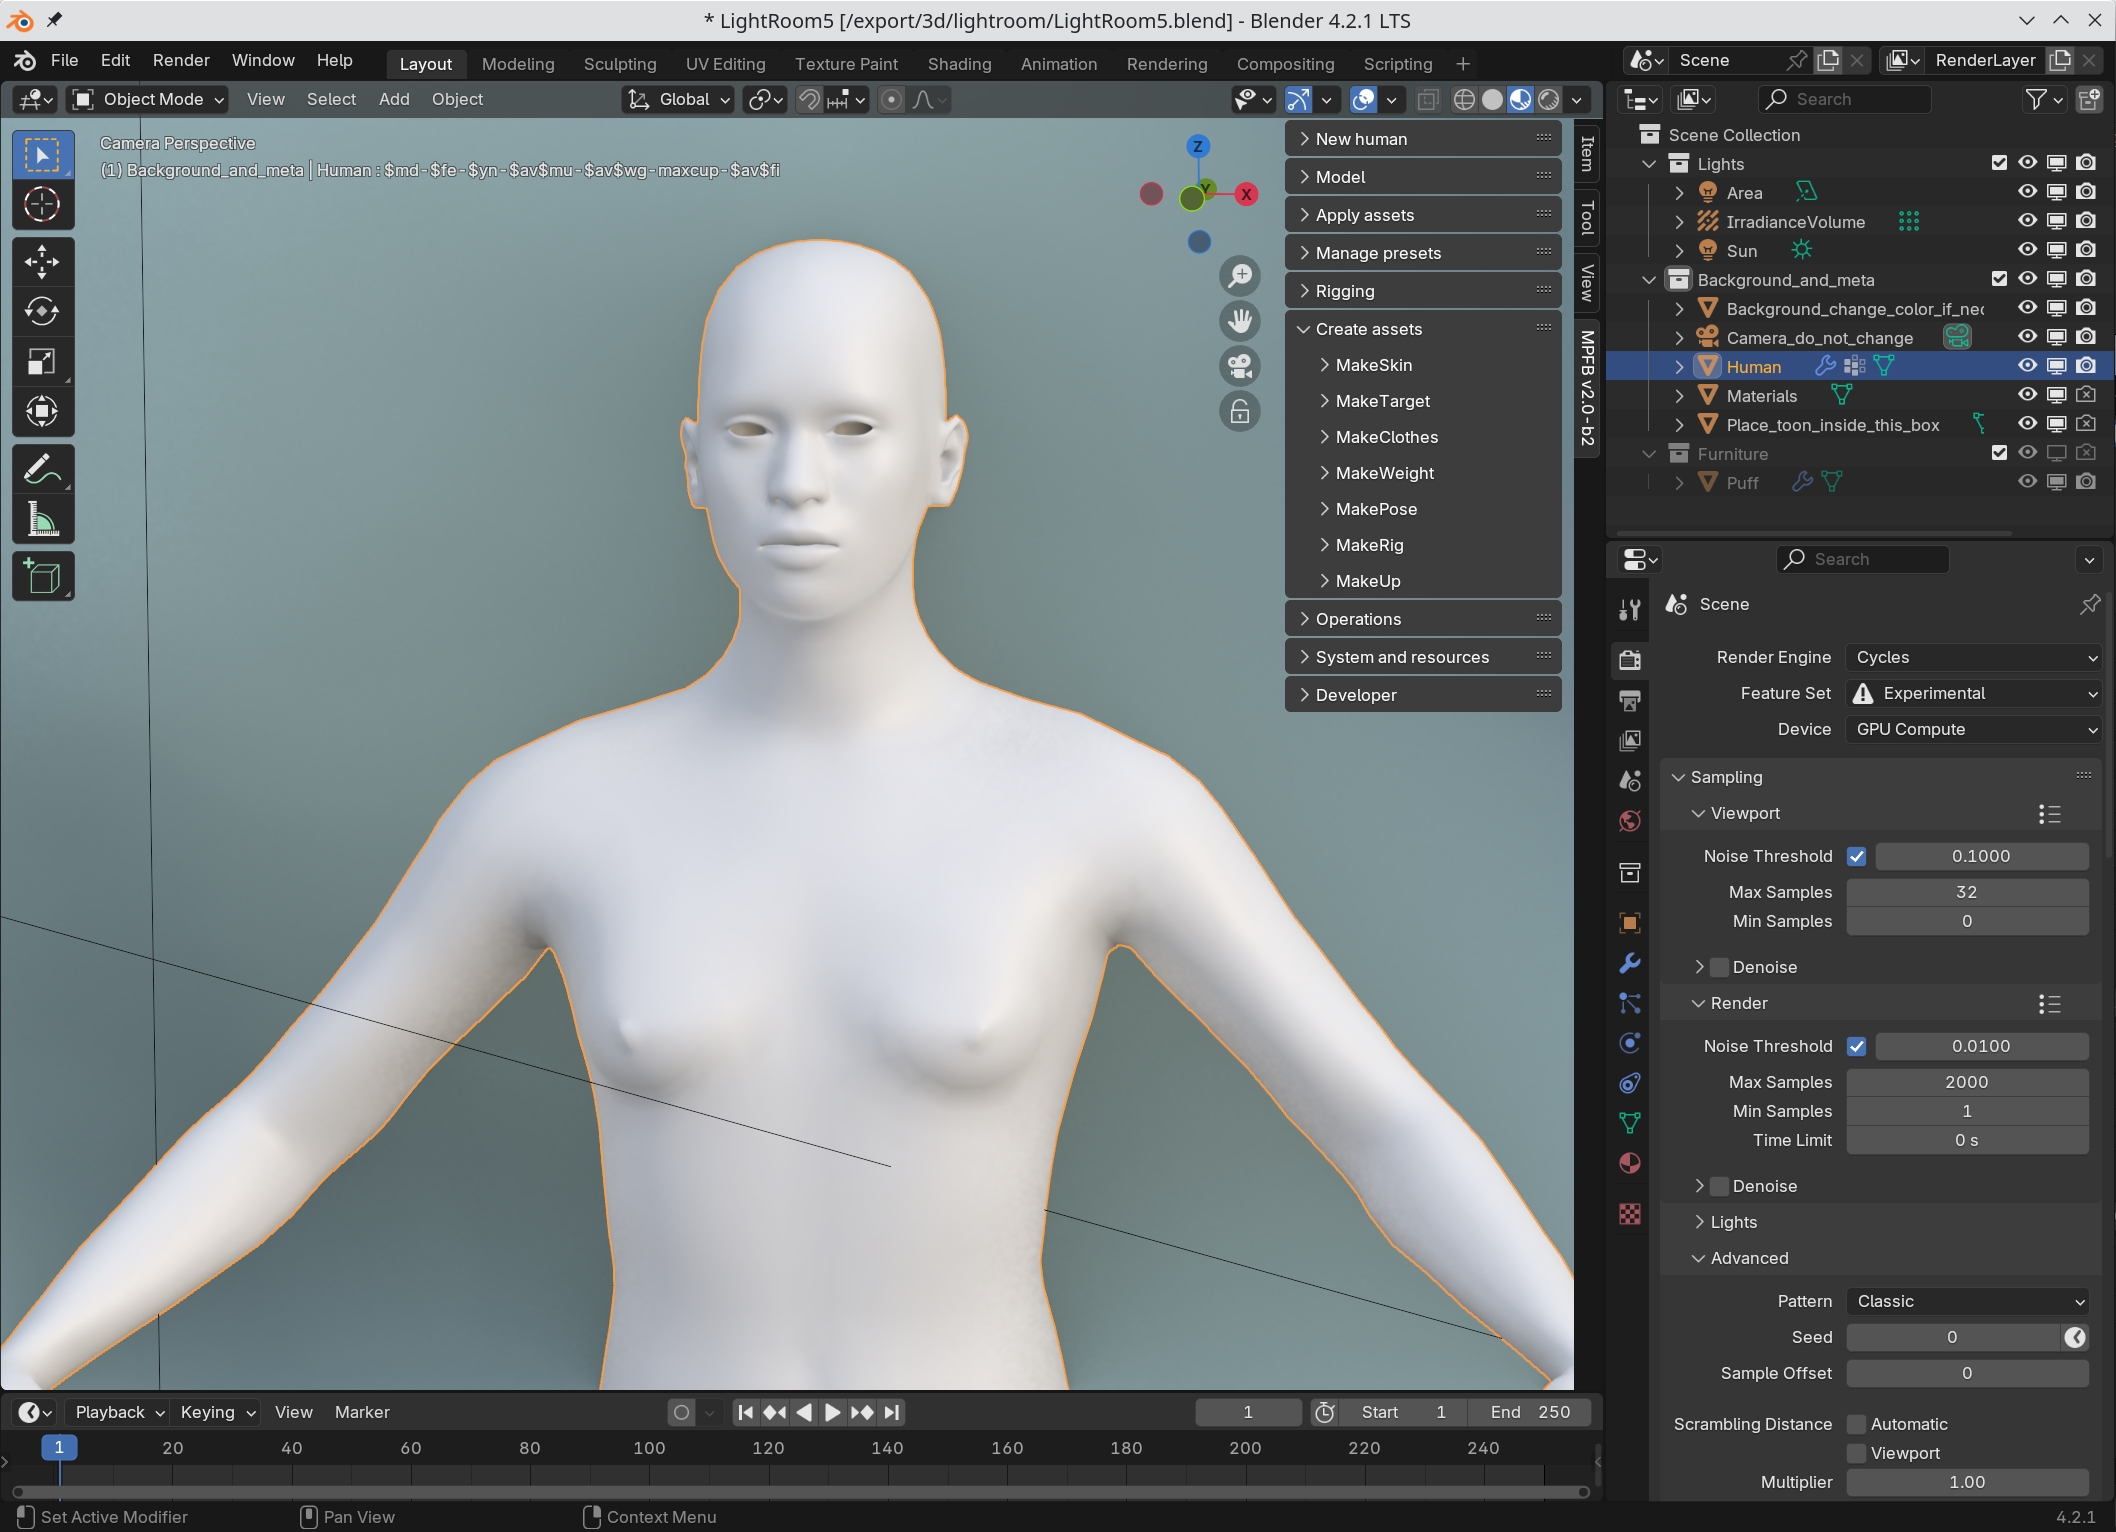 * LightRoom5 [/export/3d/lightroom/LightRoom5.blend] - Blender 4.2.1 LTS
File Edit Render Window Help Layout Modeling Sculpting UV Editing Texture Paint Shading Animation Rendering Compositing Scripting + Scene RenderLayer
Object Mode View Select Add Object Global Search
Camera Perspective
(1) Background_and_meta | Human : $md-$fe-$yn-$av$mu-$av$wg-maxcup-$av$fi
Z
Y
X
New human
Model
Apply assets
Manage presets
Rigging
Create assets
MakeSkin
MakeTarget
MakeClothes
MakeWeight
MakePose
MakeRig
MakeUp
Operations
System and resources
Developer
Item
Tool
View
MPFB v2.0-b2
Scene Collection
Lights
Area
IrradianceVolume
Sun
Background_and_meta
Background_change_color_if_nec
Camera_do_not_change
Human
Materials
Place_toon_inside_this_box
Furniture
Puff
Search
Scene
Render Engine Cycles
Feature Set Experimental
Device GPU Compute
Sampling
Viewport
Noise Threshold 0.1000
Max Samples 32
Min Samples 0
Denoise
Render
Noise Threshold 0.0100
Max Samples 2000
Min Samples 1
Time Limit 0 s
Denoise
Lights
Advanced
Pattern Classic
Seed 0
Sample Offset 0
Scrambling Distance Automatic
Viewport
Multiplier 1.00
Playback Keying View Marker 1 Start 1 End 250
1 20 40 60 80 100 120 140 160 180 200 220 240
Set Active Modifier Pan View Context Menu 4.2.1